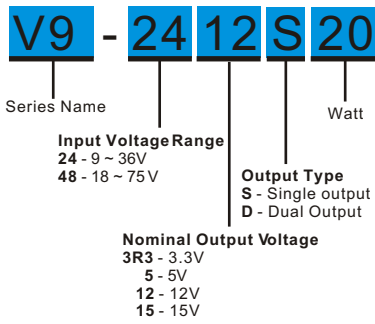 V9 - 24 12 S 20
Series Name
Watt
Input Voltage Range
24 - 9 ~ 36V
48 - 18 ~ 75 V
Output Type
S - Single output
D - Dual Output
Nominal Output Voltage
3R3 - 3.3V
5 - 5V
12 - 12V
15 - 15V